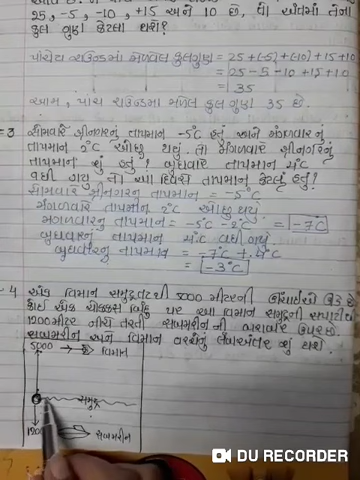 25, -5, -10, +15 અને 10 છે, તો અંતમાં તેના
કુલ ગુણ કેટલા થશે?
પાંચેય રાઉન્ડમાં મળેલ કુલગુણ = 25 + (-5) + (-10) + 15 + 10
= 25 - 5 - 10 + 15 + 10
= 35
આમ, પાંચ રાઉન્ડમાં મળેલ કુલ ગુણ 35 છે.
3 સોમવારે શ્રીનગરનું તાપમાન -5°C હતું અને મંગળવારનું
તાપમાન 2°C ઓછું થયું. તો મંગળવારે શ્રીનગરનું
તાપમાન શું હતું? બુધવારે તાપમાન 4°C
વધી ગયું તો આ દિવસે તાપમાન કેટલું હતું?
સોમવારે શ્રીનગરનું તાપમાન = -5°C
મંગળવારે તાપમાન 2°C ઓછું થયું.
મંગળવારનું તાપમાન = -5°C - 2°C = -7°C
બુધવારનું તાપમાન 4°C વધી ગયું.
બુધવારનું તાપમાન = -7°C + 4°C
= -3°C
4 એક વિમાન સમુદ્રતટથી 5000 મીટરની ઊંચાઈએ ઉડે છે.
કોઈ એક ચોક્કસ બિંદુ પર આ વિમાન સમુદ્રની સપાટીથી
1200 મીટર નીચે તરતી સબમરીનની બરાબર ઉપર છે.
સબમરીન અને વિમાન વચ્ચેનું લંબઅંતર શું થશે.
5000 વિમાન
સમુદ્ર
સબમરીન
DU RECORDER